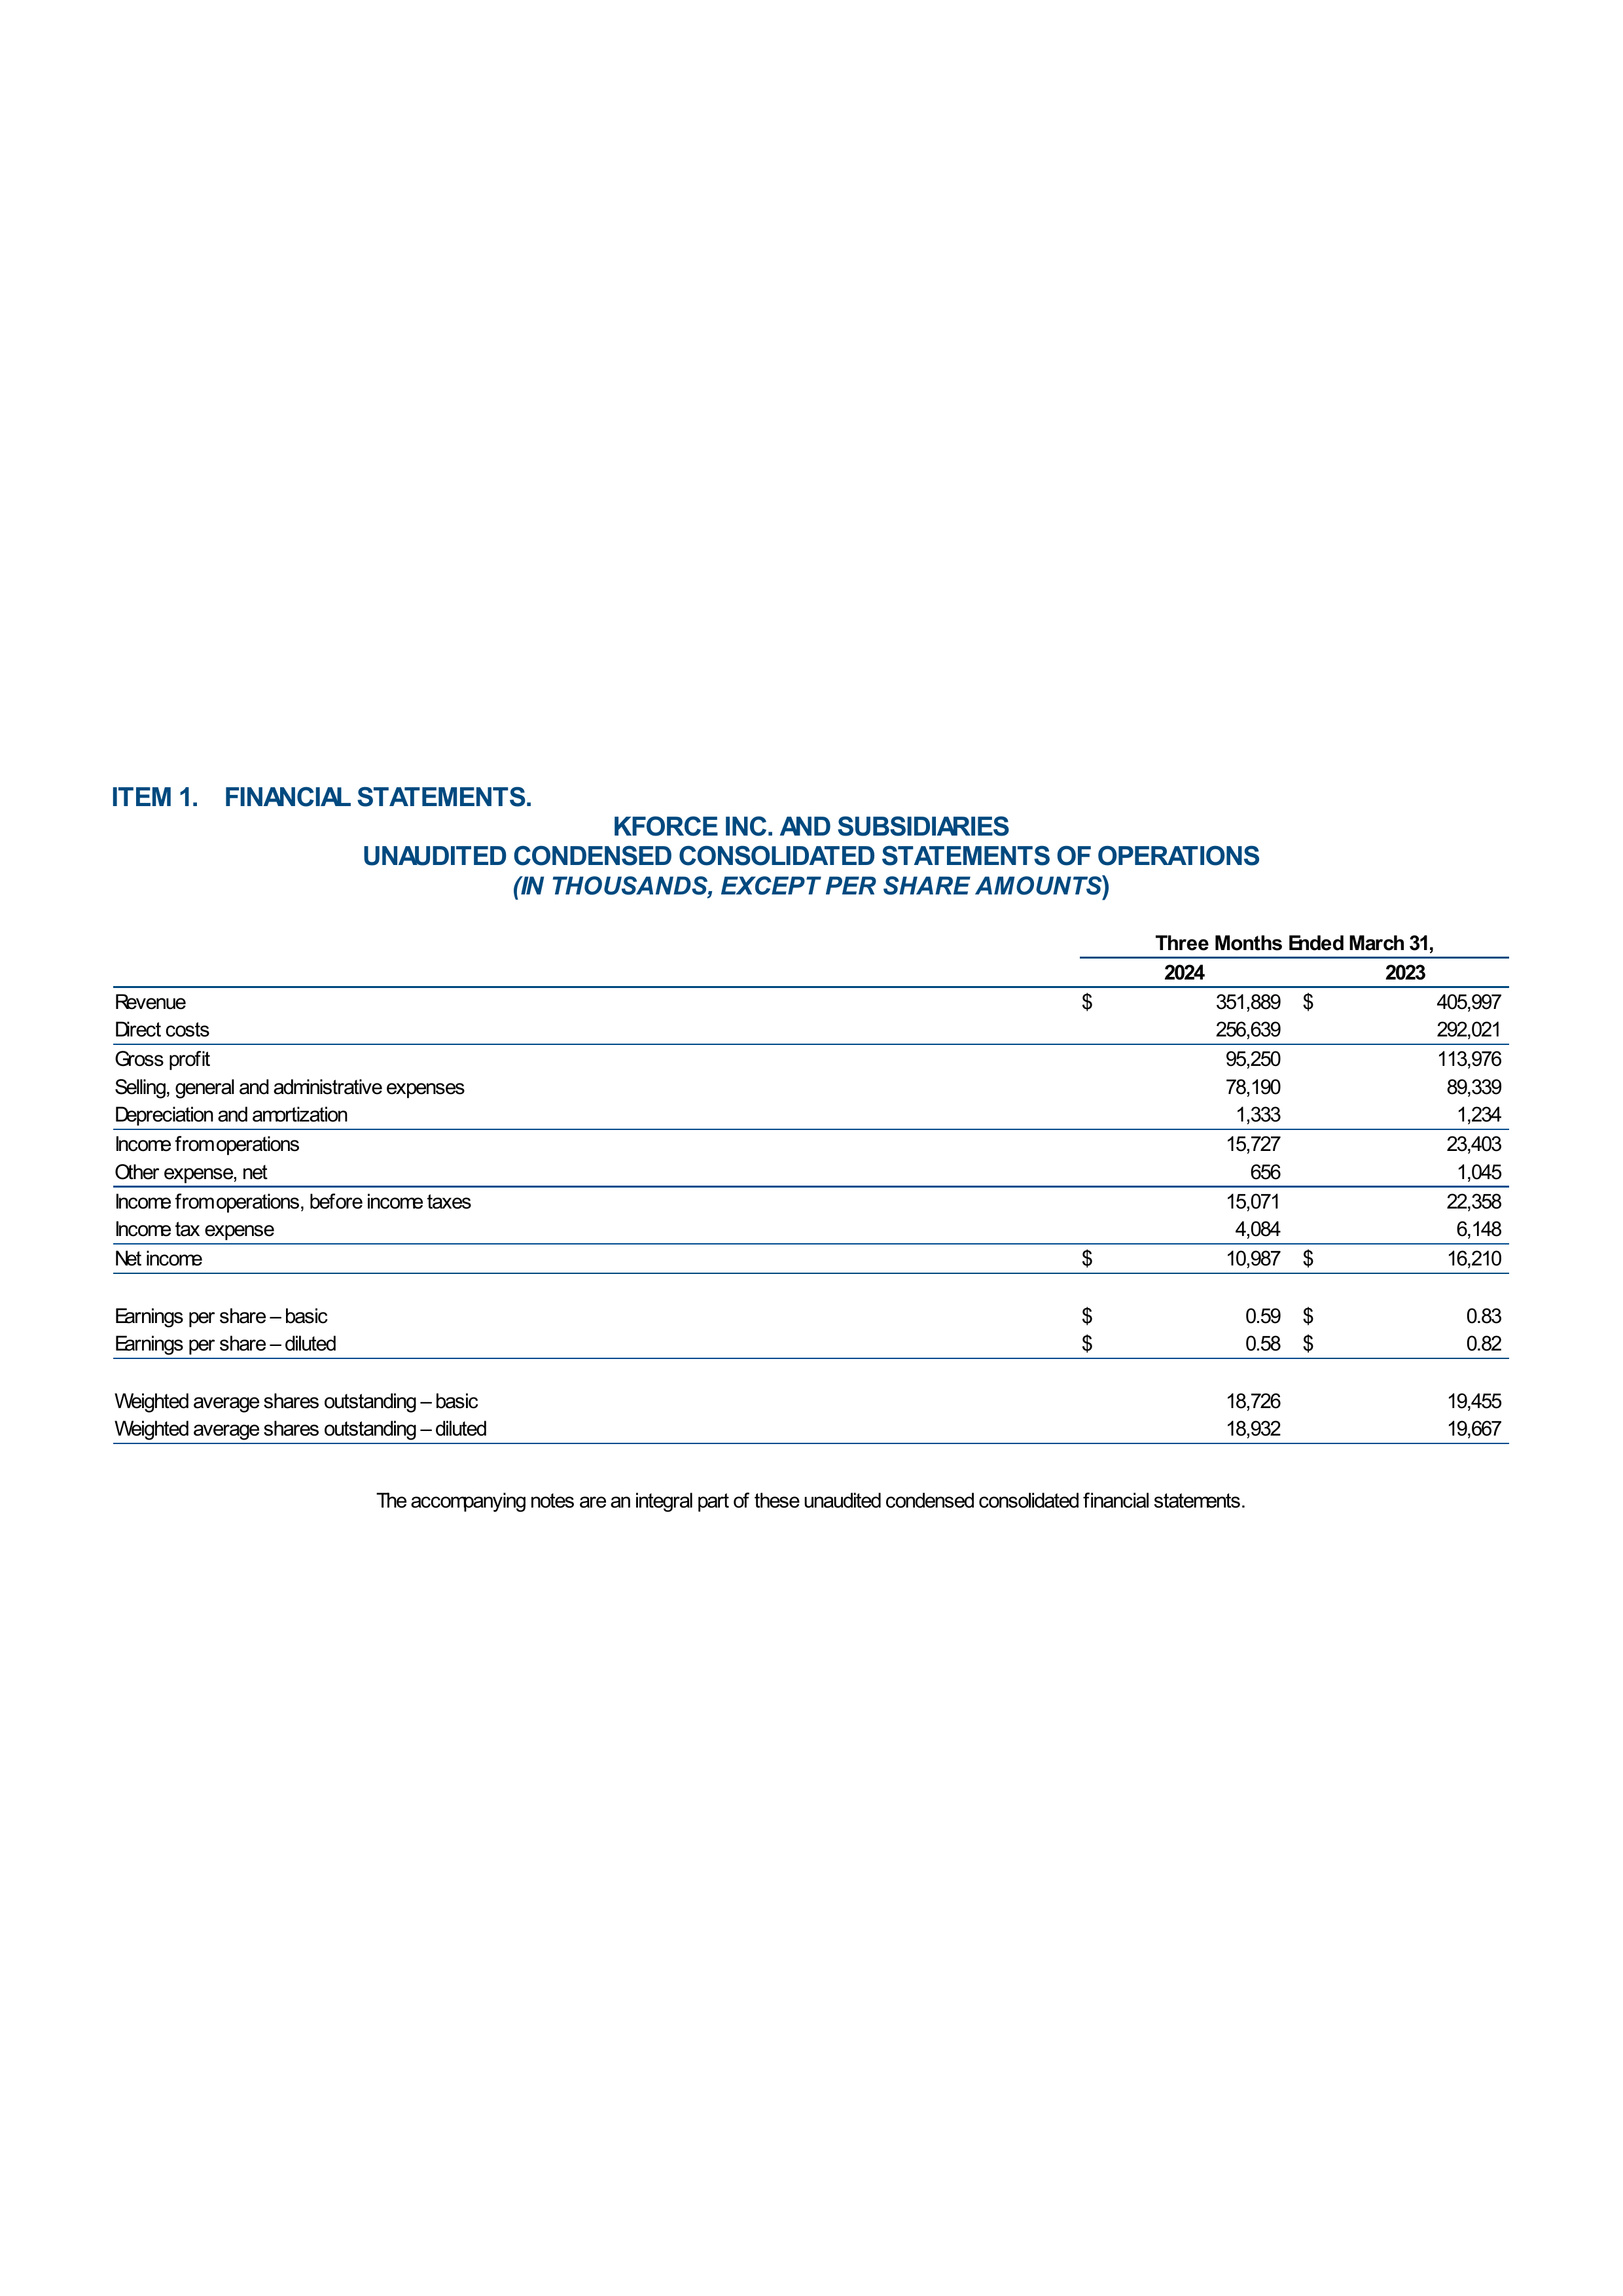 ITEM 1. FINANCIAL STATEMENTS.
KFORCE INC. AND SUBSIDIARIES
UNAUDITED CONDENSED CONSOLIDATED STATEMENTS OF OPERATIONS
(IN THOUSANDS, EXCEPT PER SHARE AMOUNTS)
Three Months Ended March 31,
2024 2023
Revenue $ 351,889 $ 405,997
Direct costs 256,639 292,021
Gross profit 95,250 113,976
Selling, general and administrative expenses 78,190 89,339
Depreciation and amortization 1,333 1,234
Income from operations 15,727 23,403
Other expense, net 656 1,045
Income from operations, before income taxes 15,071 22,358
Income tax expense 4,084 6,148
Net income $ 10,987 $ 16,210
Earnings per share – basic $ 0.59 $ 0.83
Earnings per share – diluted $ 0.58 $ 0.82
Weighted average shares outstanding – basic 18,726 19,455
Weighted average shares outstanding – diluted 18,932 19,667
The accompanying notes are an integral part of these unaudited condensed consolidated financial statements.